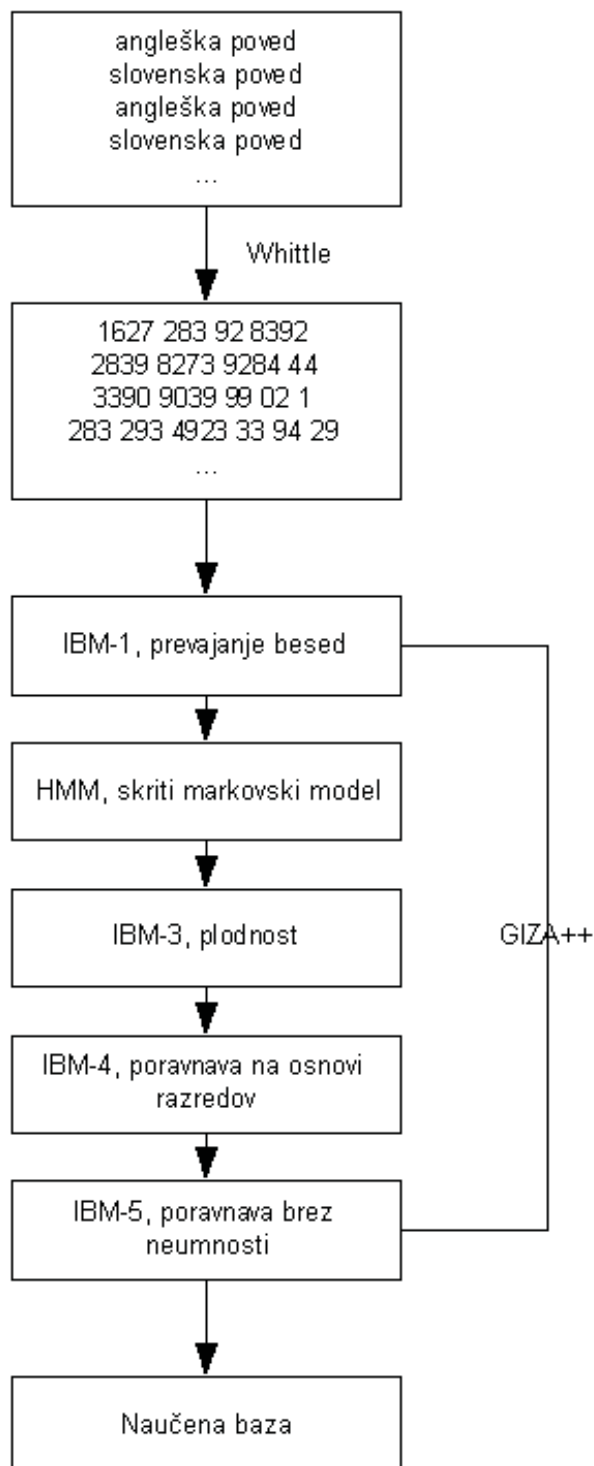 angleška poved
slovenska poved
angleška poved
slovenska poved
...
Whittle
1627 283 92 8392
2839 8273 9284 44
3390 9039 99 02 1
283 293 4923 33 94 29
...
IBM-1, prevajanje besed
HMM, skriti markovski model
IBM-3, plodnost
GIZA++
IBM-4, poravnava na osnovi
razredov
IBM-5, poravnava brez
neumnosti
Naučena baza